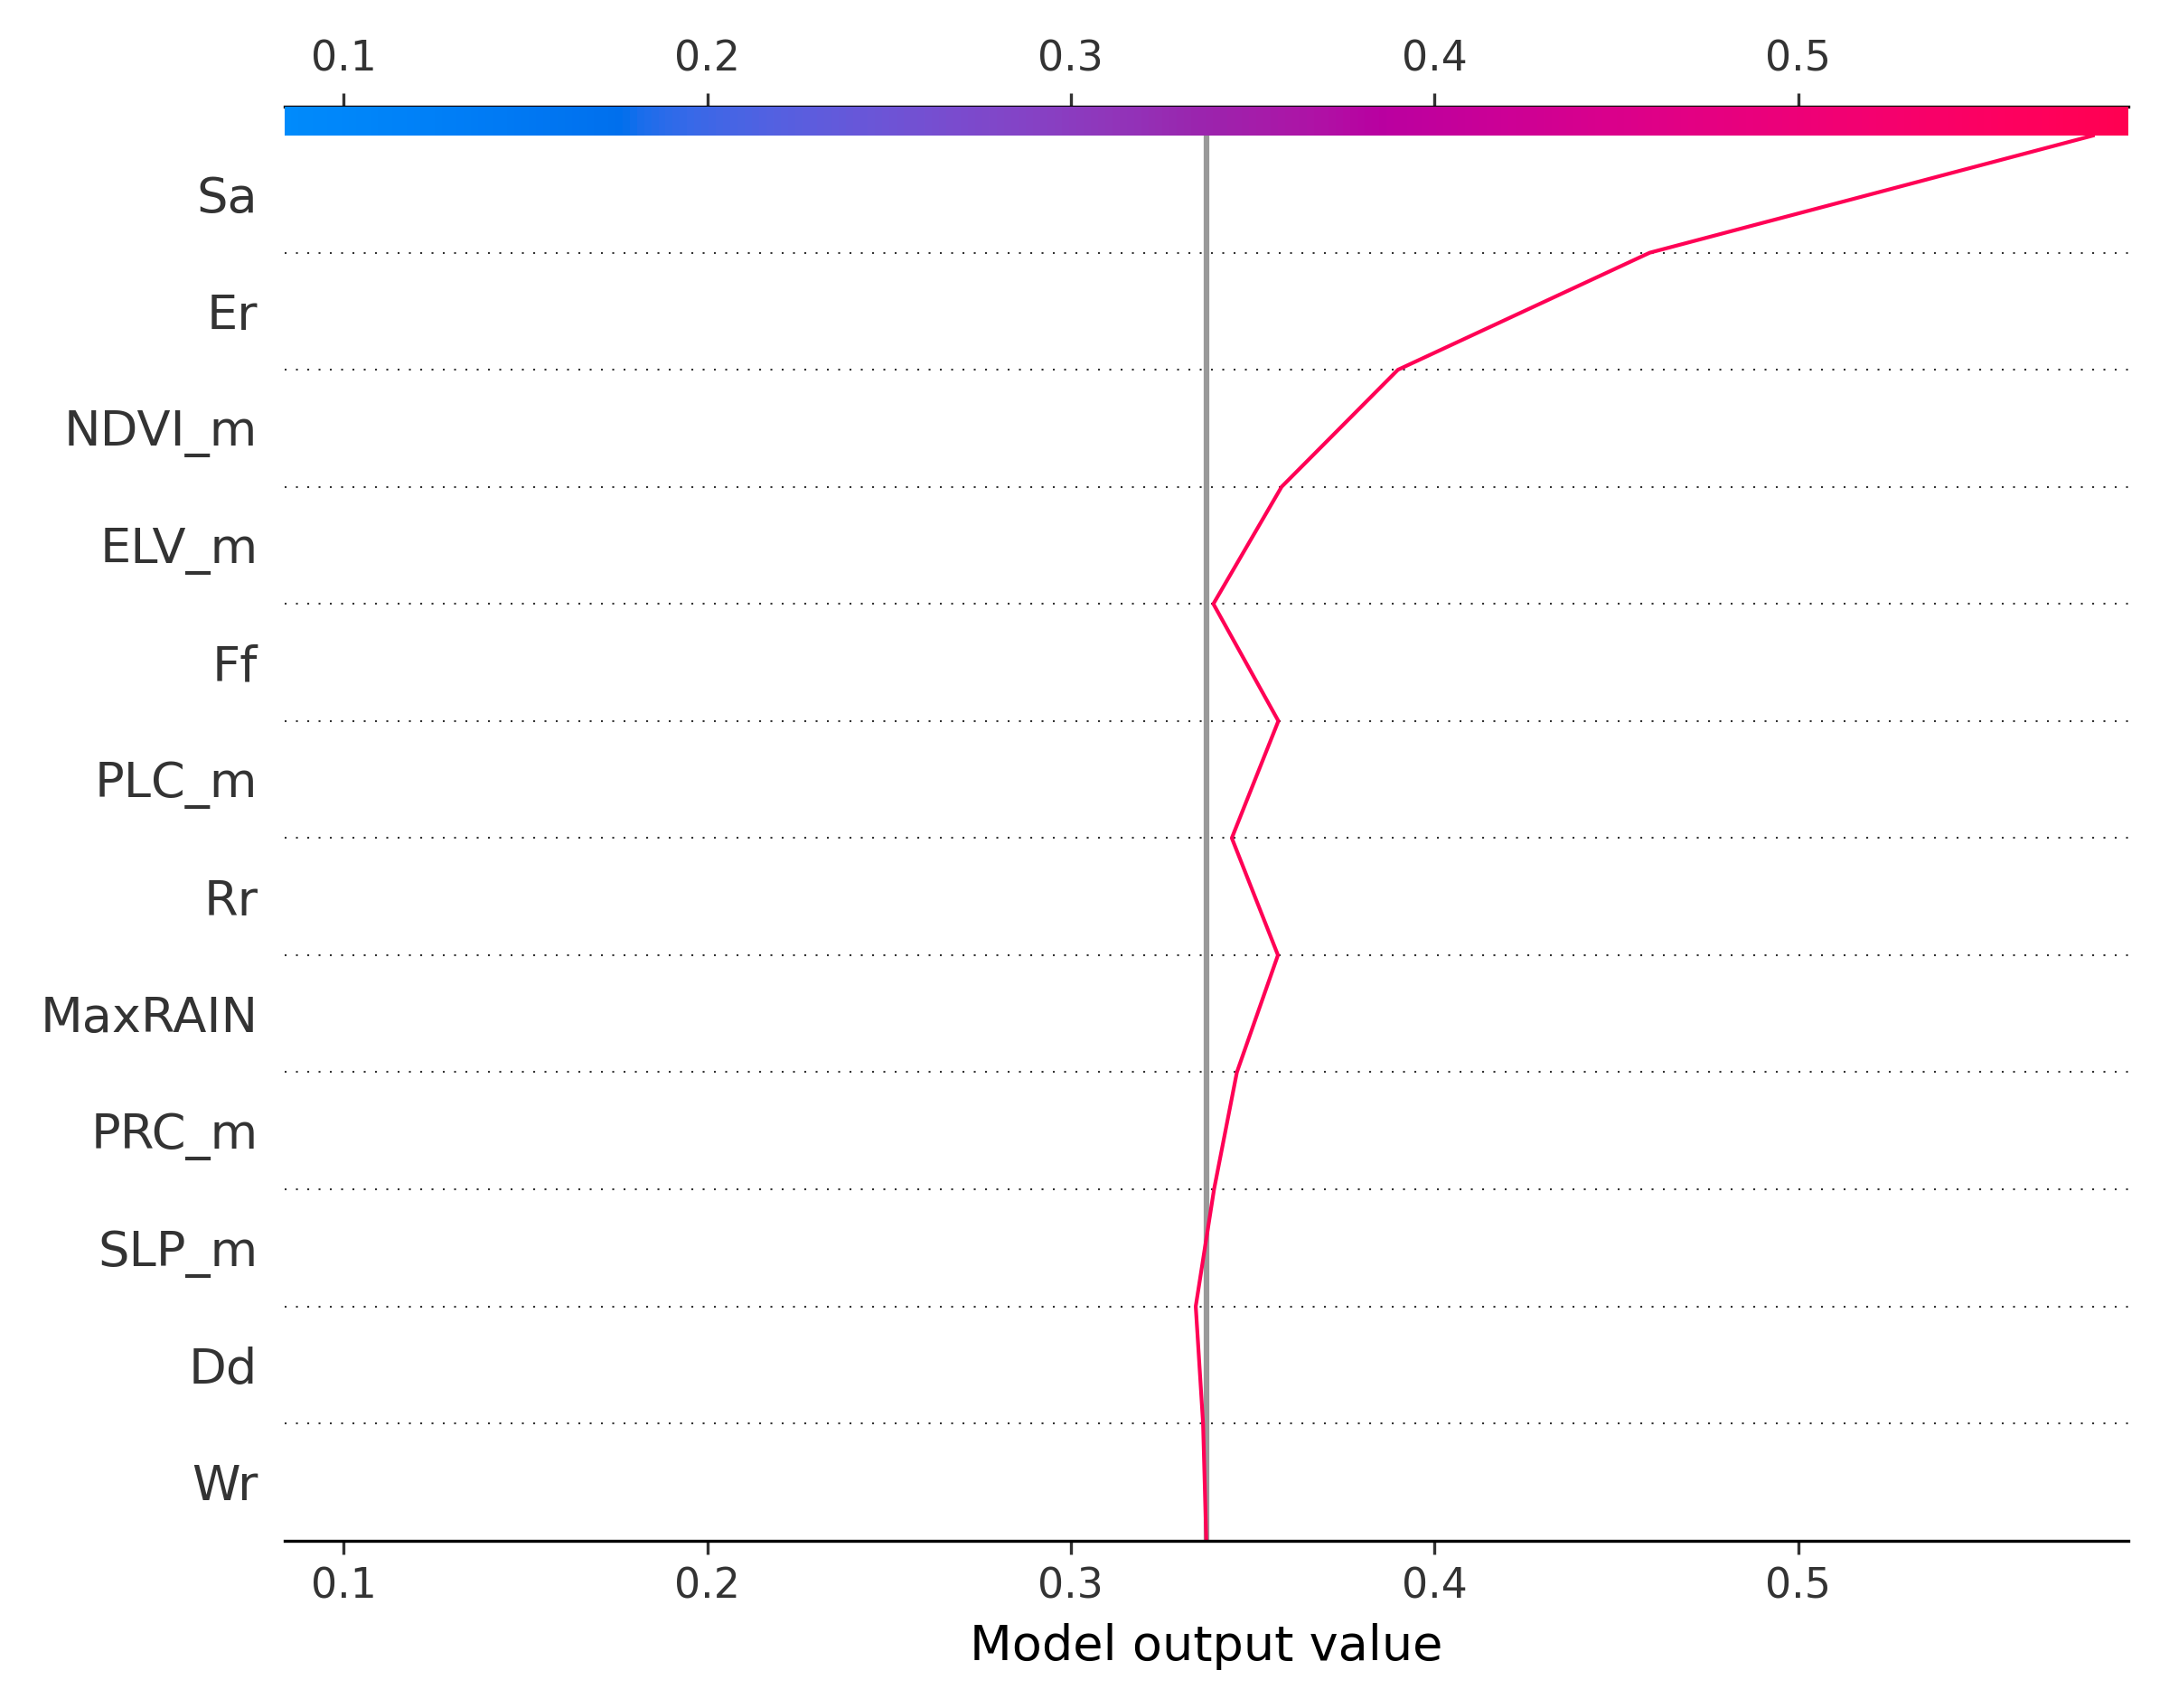 0.1 0.2 0.3 0.4 0.5
Sa
Er
NDVI_m
ELV_m
Ff
PLC_m
Rr
MaxRAIN
PRC_m
SLP_m
Dd
Wr
0.1 0.2 0.3 0.4 0.5
Model output value